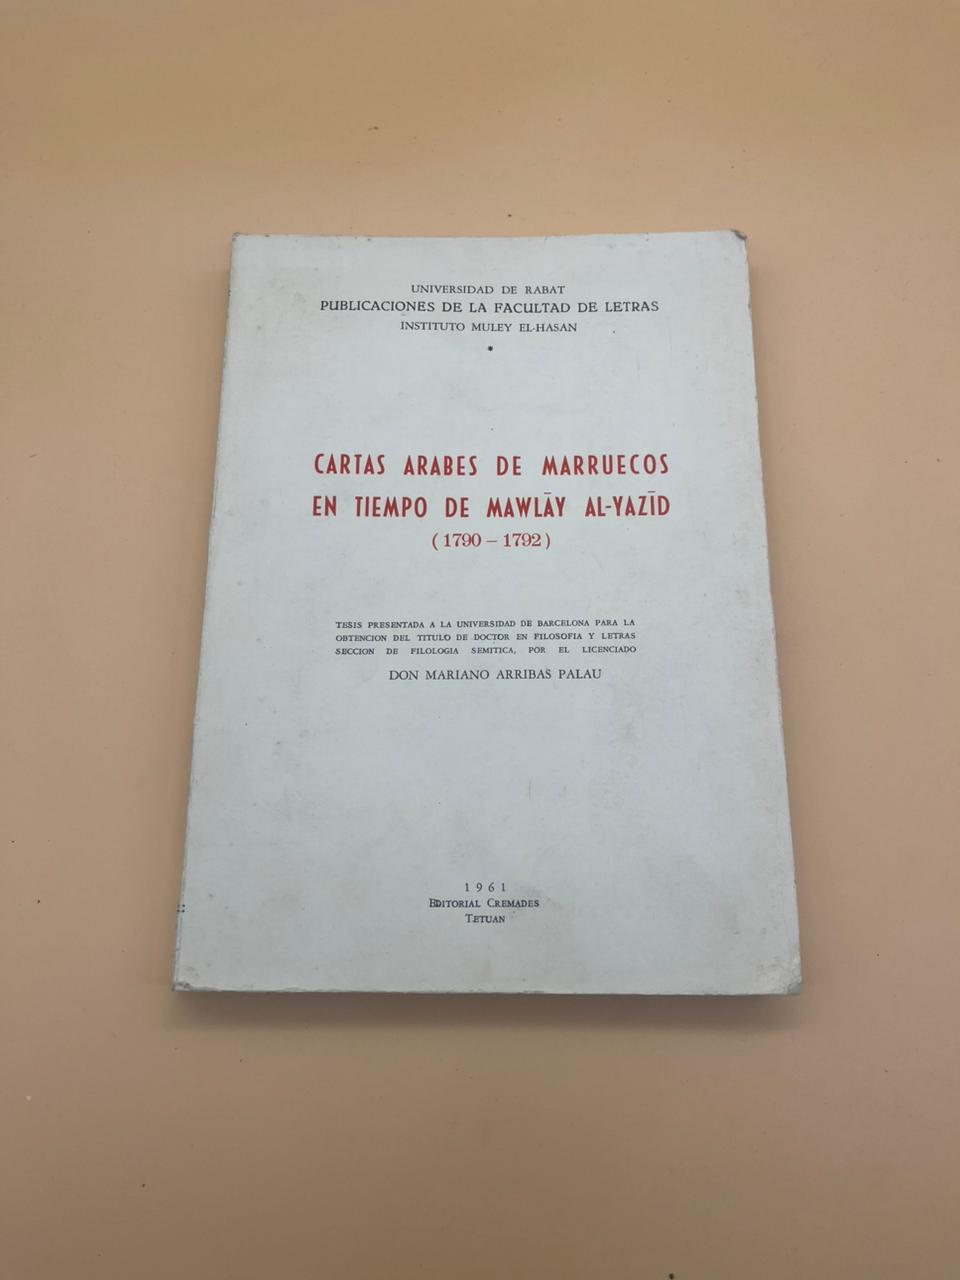 UNIVERSIDAD DE RABAT
PUBLICACIONES DE LA FACULTAD DE LETRAS
INSTITUTO MULEY EL-HASAN
*
CARTAS ARABES DE MARRUECOS
EN TIEMPO DE MAWLĀY AL-YAZĪD
( 1790 – 1792 )
TESIS PRESENTADA A LA UNIVERSIDAD DE BARCELONA PARA LA
OBTENCION DEL TITULO DE DOCTOR EN FILOSOFIA Y LETRAS
SECCION DE FILOLOGIA SEMITICA, POR EL LICENCIADO
DON MARIANO ARRIBAS PALAU
1961
EDITORIAL CREMADES
TETUAN